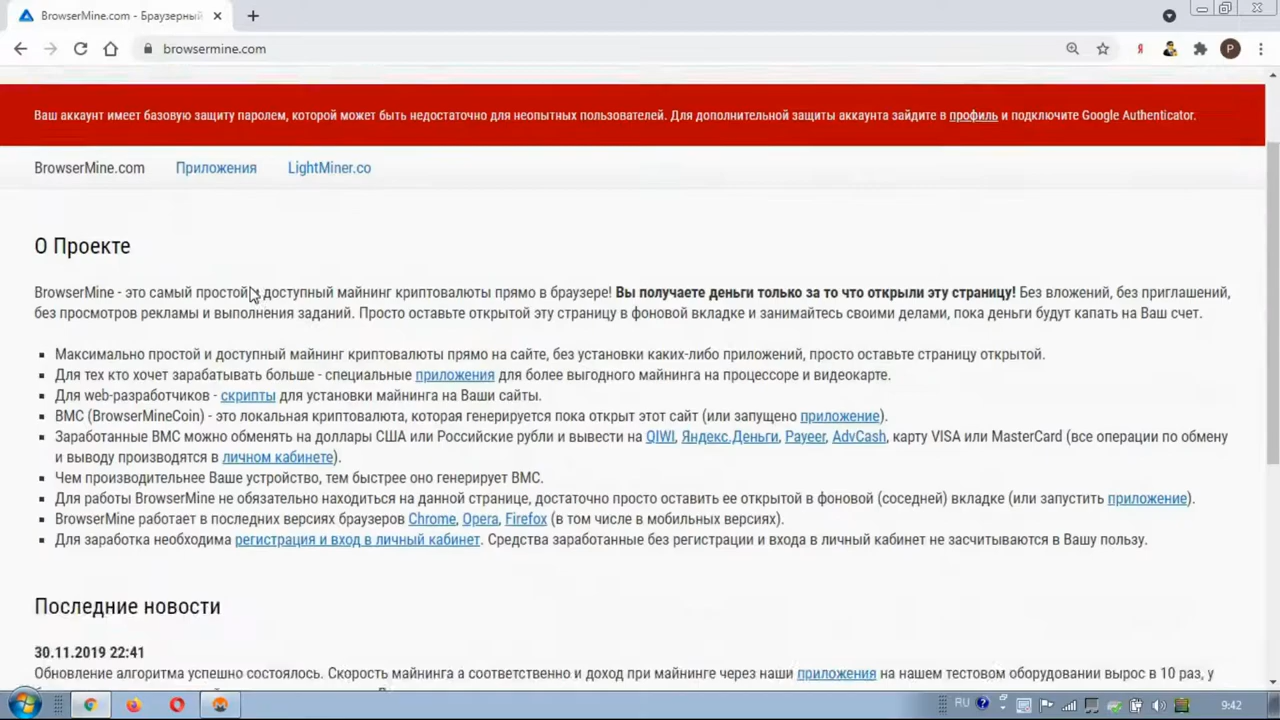 BrowserMine.com - Браузерный
browsermine.com
Я
P
Ваш аккаунт имеет базовую защиту паролем, которой может быть недостаточно для неопытных пользователей. Для дополнительной защиты аккаунта зайдите в профиль и подключите Google Authenticator.
BrowserMine.com Приложения LightMiner.co
О Проекте
BrowserMine - это самый простой доступный майнинг криптовалюты прямо в браузере! Вы получаете деньги только за то что открыли эту страницу! Без вложений, без приглашений,
без просмотров рекламы и выполнения заданий. Просто оставьте открытой эту страницу в фоновой вкладке и занимайтесь своими делами, пока деньги будут капать на Ваш счет.
Максимально простой и доступный майнинг криптовалюты прямо на сайте, без установки каких-либо приложений, просто оставьте страницу открытой.
Для тех кто хочет зарабатывать больше - специальные приложения для более выгодного майнинга на процессоре и видеокарте.
Для web-разработчиков - скрипты для установки майнинга на Ваши сайты.
BMC (BrowserMineCoin) - это локальная криптовалюта, которая генерируется пока открыт этот сайт (или запущено приложение).
Заработанные BMC можно обменять на доллары США или Российские рубли и вывести на QIWI, Яндекс.Деньги, Payeer, AdvCash, карту VISA или MasterCard (все операции по обмену
и выводу производятся в личном кабинете).
Чем производительнее Ваше устройство, тем быстрее оно генерирует BMC.
Для работы BrowserMine не обязательно находиться на данной странице, достаточно просто оставить ее открытой в фоновой (соседней) вкладке (или запустить приложение).
BrowserMine работает в последних версиях браузеров Chrome, Opera, Firefox (в том числе в мобильных версиях).
Для заработка необходима регистрация и вход в личный кабинет. Средства заработанные без регистрации и входа в личный кабинет не засчитываются в Вашу пользу.
Последние новости
30.11.2019 22:41
Обновление алгоритма успешно состоялось. Скорость майнинга а соответственно и доход при майнинге через наши приложения на нашем тестовом оборудовании вырос в 10 раз, у
RU 9:42